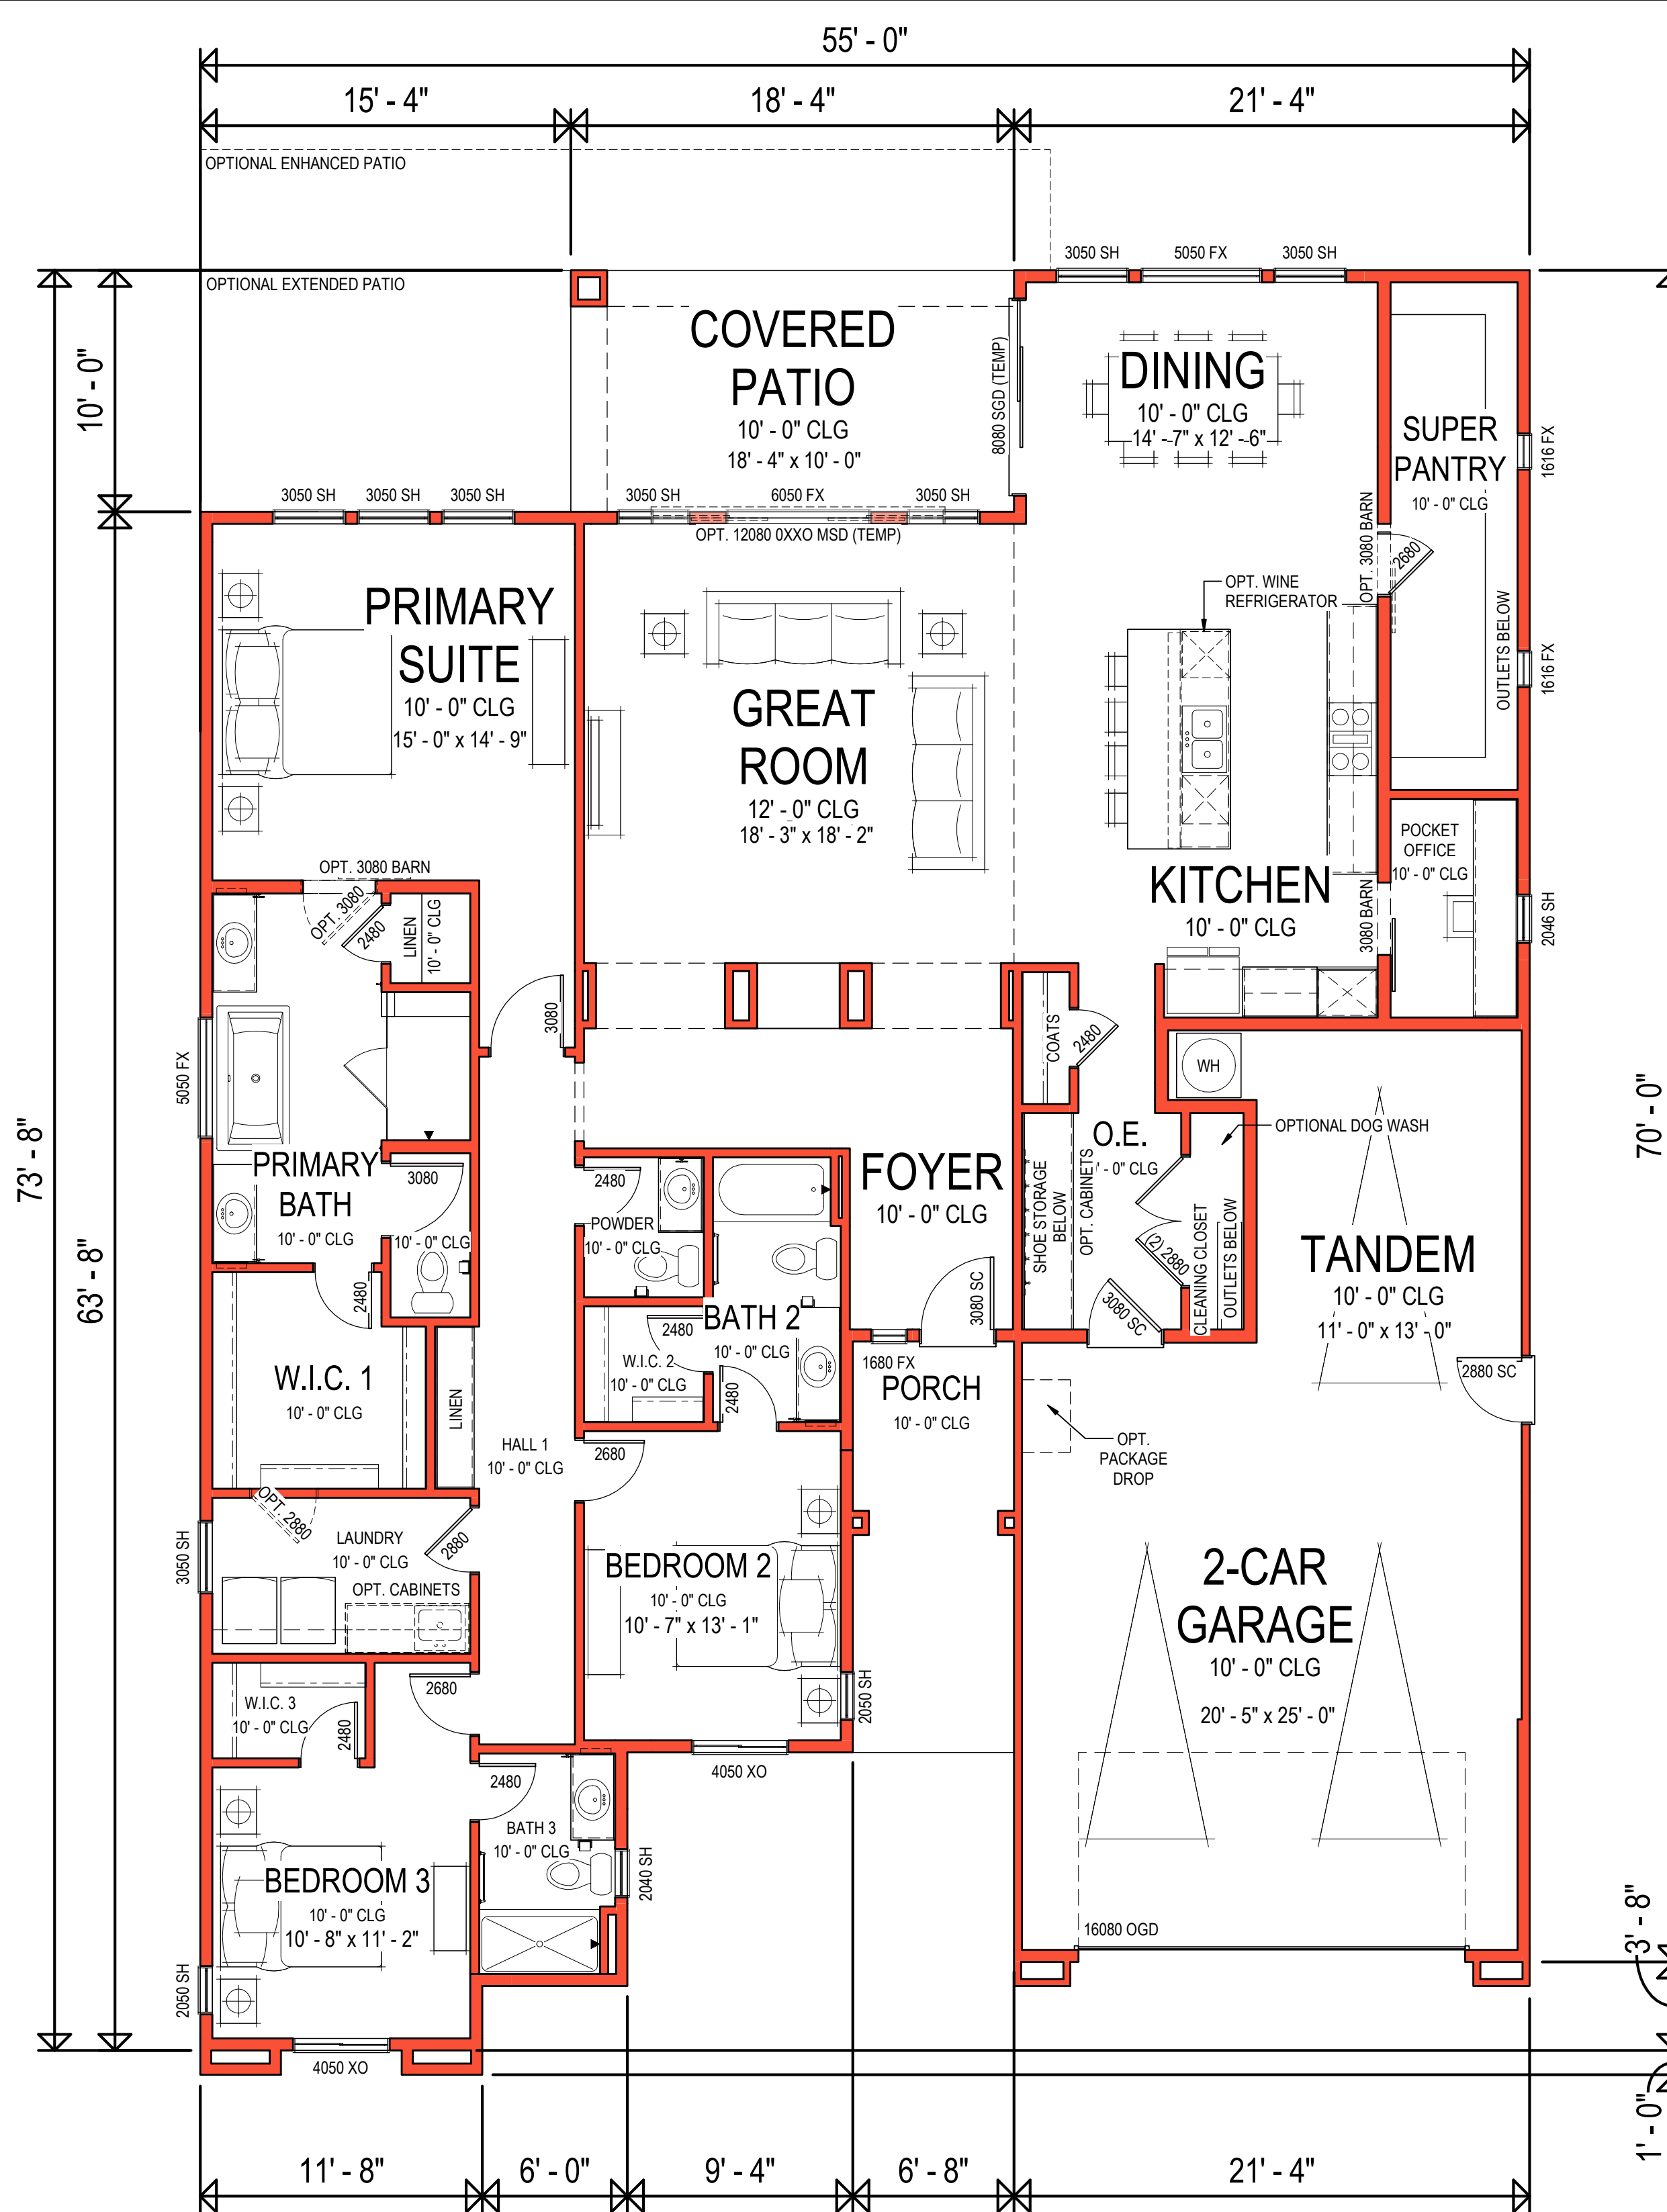 55' - 0"
15' - 4"
18' - 4"
21' - 4"
OPTIONAL ENHANCED PATIO
OPTIONAL EXTENDED PATIO
3050 SH
5050 FX
3050 SH
10' - 0"
73' - 8"
63' - 8"
70' - 0"
3' - 8"
1' - 0"
COVERED
PATIO
10' - 0" CLG
18' - 4" x 10' - 0"
8080 SGD (TEMP)
DINING
10' - 0" CLG
14' - 7" x 12' - 6"
SUPER
PANTRY
10' - 0" CLG
1616 FX
1616 FX
OUTLETS BELOW
OPT. 3080 BARN
2680
3050 SH
3050 SH
3050 SH
3050 SH
6050 FX
3050 SH
OPT. 12080 0XXO MSD (TEMP)
PRIMARY
SUITE
10' - 0" CLG
15' - 0" x 14' - 9"
GREAT
ROOM
12' - 0" CLG
18' - 3" x 18' - 2"
OPT. WINE
REFRIGERATOR
KITCHEN
10' - 0" CLG
POCKET
OFFICE
10' - 0" CLG
3080 BARN
2046 SH
OPT. 3080 BARN
OPT. 3080
2480
LINEN
10' - 0" CLG
3080
5050 FX
PRIMARY
BATH
10' - 0" CLG
3080
10' - 0" CLG
2480
COATS
2480
WH
O.E.
' - 0" CLG
OPTIONAL DOG WASH
SHOE STORAGE
BELOW
OPT. CABINETS
(2) 2880
CLEANING CLOSET
OUTLETS BELOW
3080 SC
FOYER
10' - 0" CLG
3080 SC
1680 FX
PORCH
10' - 0" CLG
2480
POWDER
10' - 0" CLG
BATH 2
10' - 0" CLG
2480
W.I.C. 2
10' - 0" CLG
2480
TANDEM
10' - 0" CLG
11' - 0" x 13' - 0"
2880 SC
W.I.C. 1
10' - 0" CLG
LINEN
HALL 1
10' - 0" CLG
2680
OPT.
PACKAGE
DROP
OPT. 2880
LAUNDRY
10' - 0" CLG
OPT. CABINETS
2880
3050 SH
BEDROOM 2
10' - 0" CLG
10' - 7" x 13' - 1"
2050 SH
4050 XO
2-CAR
GARAGE
10' - 0" CLG
20' - 5" x 25' - 0"
16080 OGD
W.I.C. 3
10' - 0" CLG
2480
2680
2480
BATH 3
10' - 0" CLG
2040 SH
BEDROOM 3
10' - 0" CLG
10' - 8" x 11' - 2"
2050 SH
4050 XO
11' - 8"
6' - 0"
9' - 4"
6' - 8"
21' - 4"